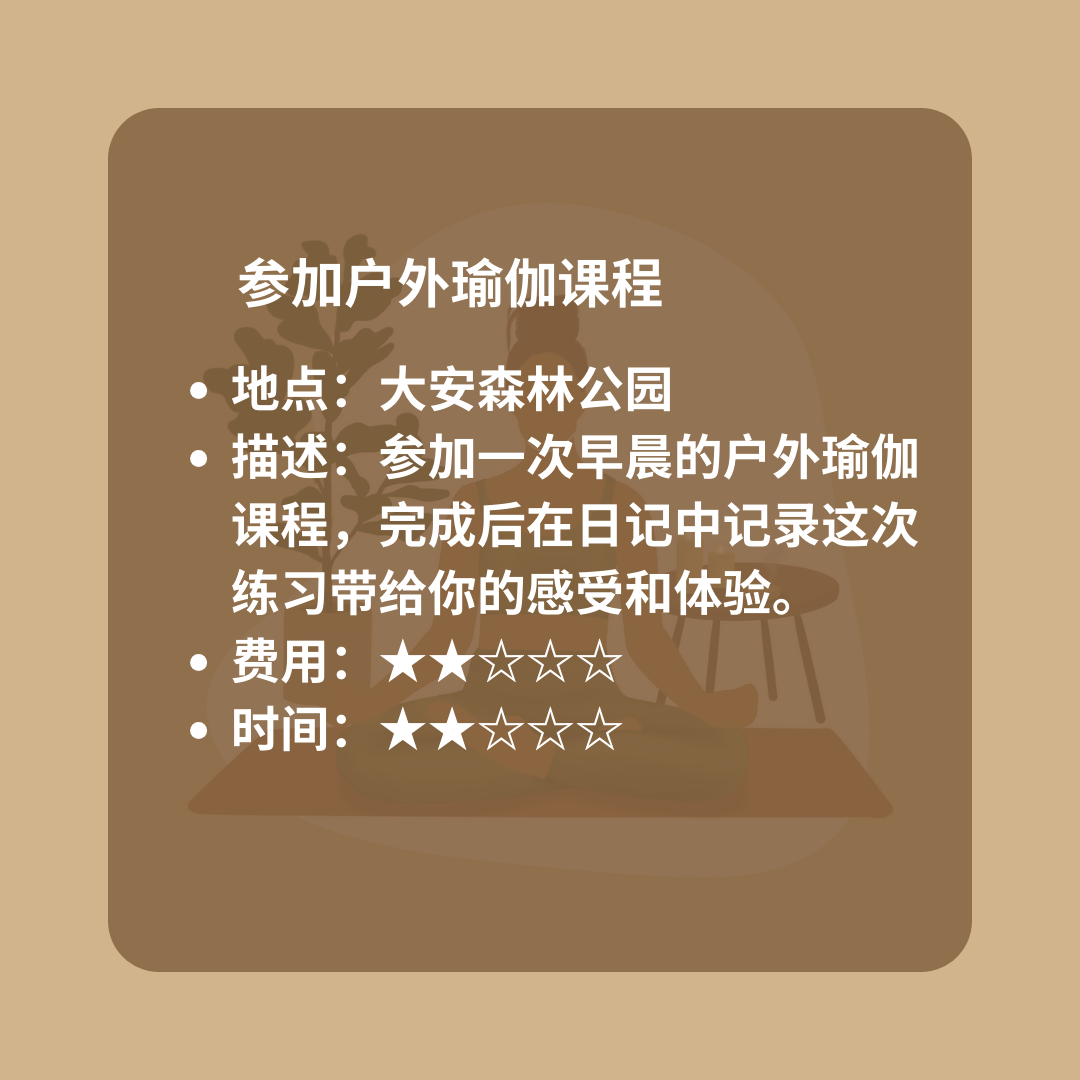 参加户外瑜伽课程
• 地点：大安森林公园
• 描述：参加一次早晨的户外瑜伽
课程，完成后在日记中记录这次
练习带给你的感受和体验。
• 费用：★★☆☆☆
• 时间：★★☆☆☆